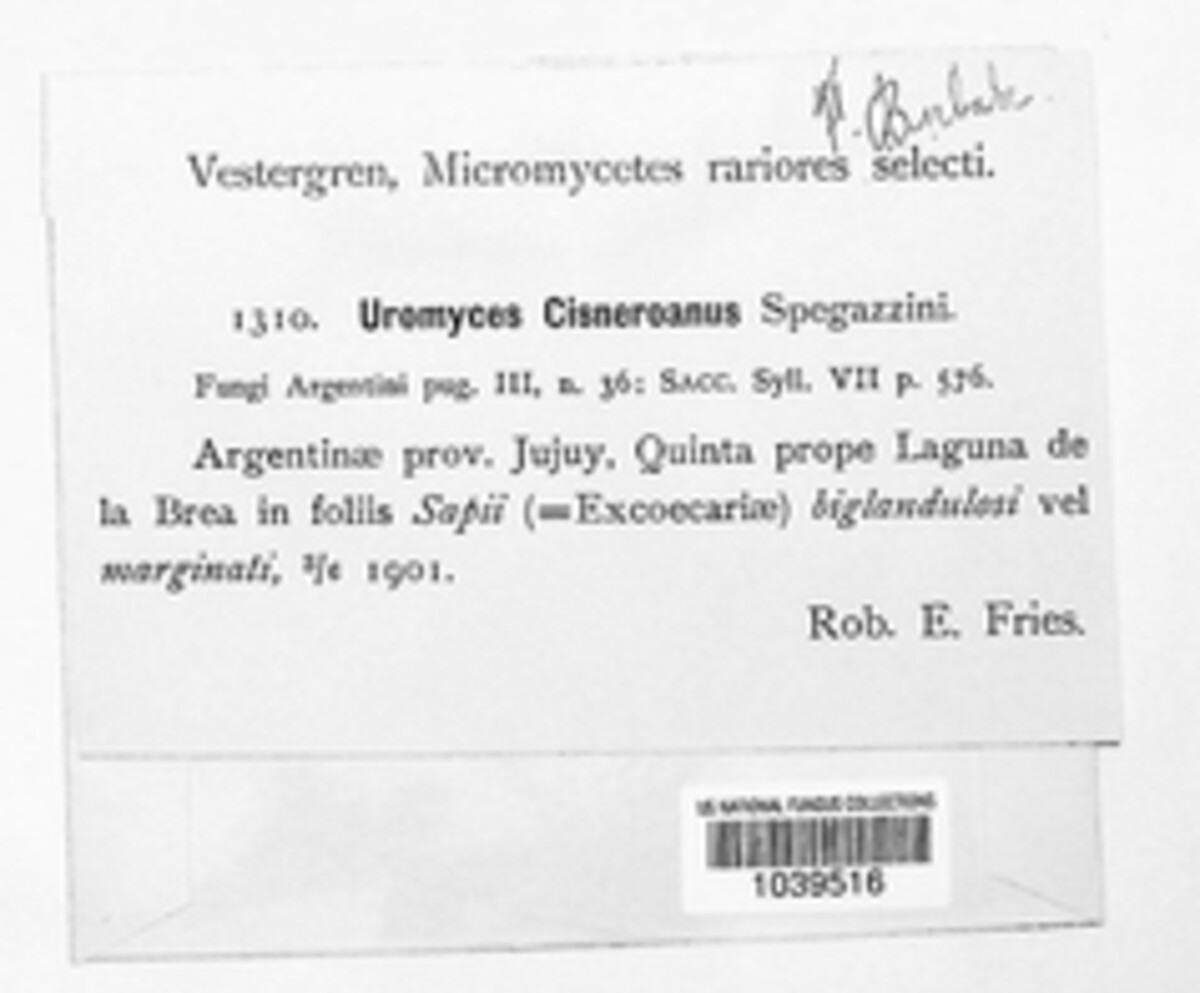 Vestergren, Micromycetes rariores selecti.
1310. Uromyces Cisneroanus Spegazzini.
Fungi Argentini pug. III, n. 36: SACC. Syll. VII p. 576.
Argentinæ prov. Jujuy, Quinta prope Laguna de
la Brea in foliis Sapii (=Excoecariæ) biglandulosi vel
marginati, 1901.
Rob. E. Fries.
US NATIONAL FUNGUS COLLECTIONS
1039516